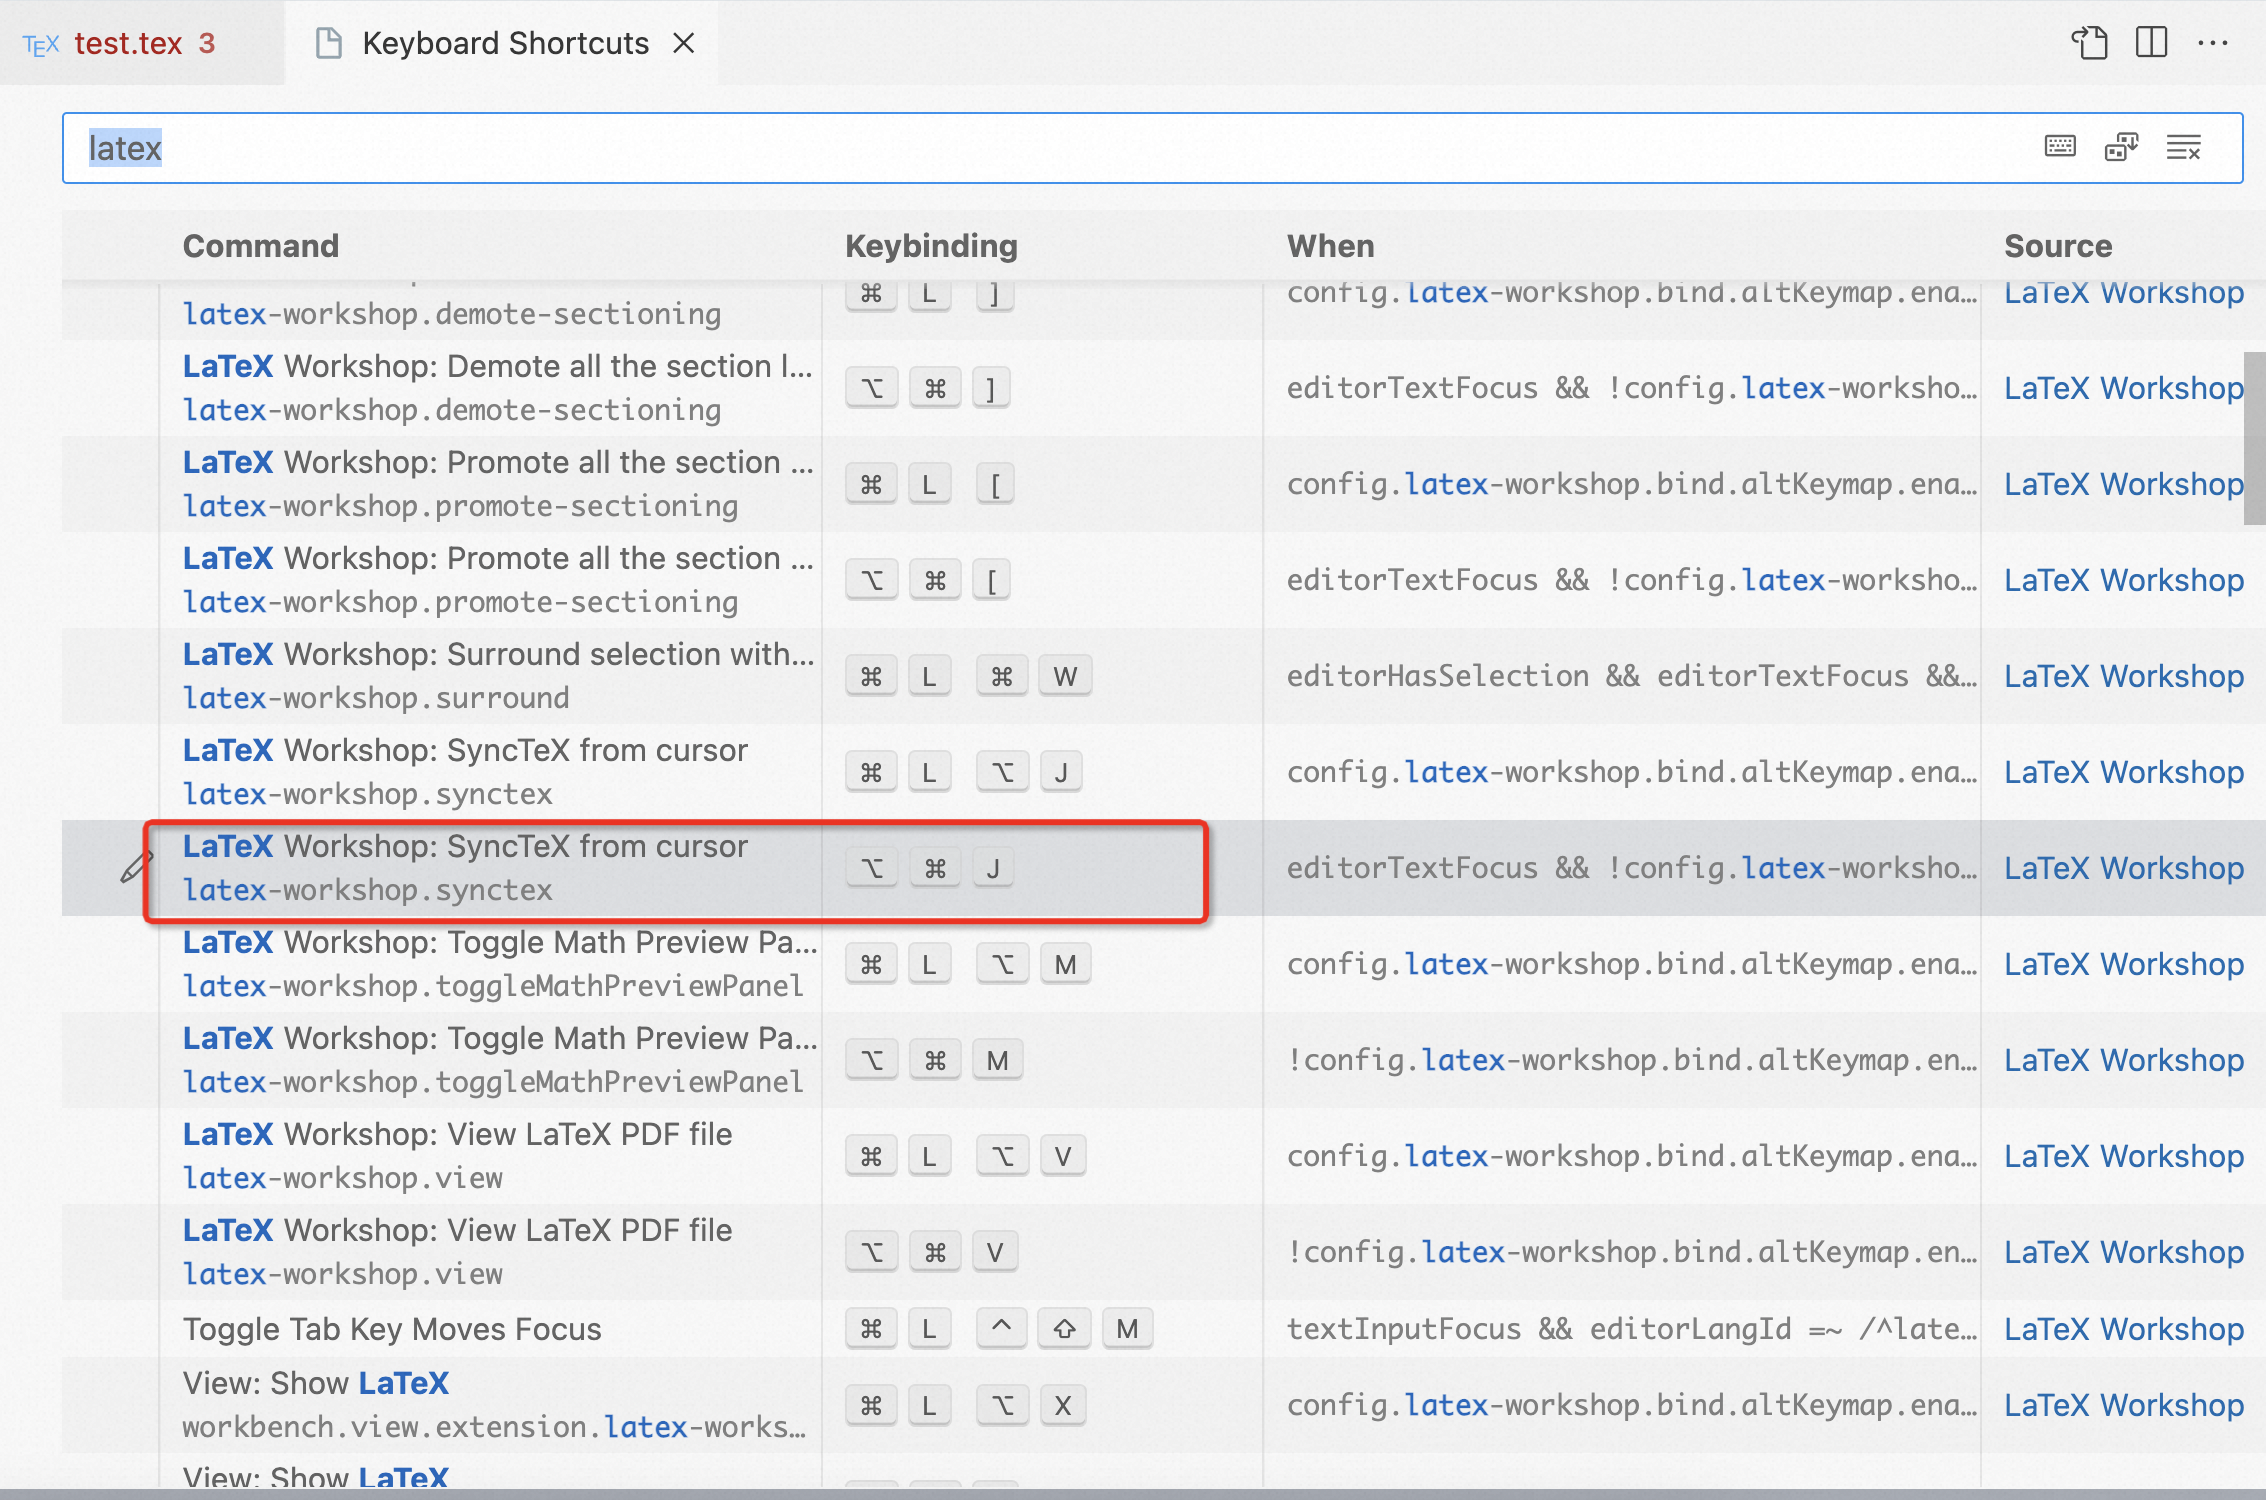 TEX test.tex 3 Keyboard Shortcuts
latex
Command Keybinding When Source
latex-workshop.demote-sectioning ⌘ L ] config.latex-workshop.bind.altKeymap.ena... LaTeX Workshop
LaTeX Workshop: Demote all the section l...
latex-workshop.demote-sectioning ⌥ ⌘ ] editorTextFocus && !config.latex-worksho... LaTeX Workshop
LaTeX Workshop: Promote all the section ...
latex-workshop.promote-sectioning ⌘ L [ config.latex-workshop.bind.altKeymap.ena... LaTeX Workshop
LaTeX Workshop: Promote all the section ...
latex-workshop.promote-sectioning ⌥ ⌘ [ editorTextFocus && !config.latex-worksho... LaTeX Workshop
LaTeX Workshop: Surround selection with...
latex-workshop.surround ⌘ L ⌘ W editorHasSelection && editorTextFocus &&... LaTeX Workshop
LaTeX Workshop: SyncTeX from cursor
latex-workshop.synctex ⌘ L ⌥ J config.latex-workshop.bind.altKeymap.ena... LaTeX Workshop
LaTeX Workshop: SyncTeX from cursor
latex-workshop.synctex ⌥ ⌘ J editorTextFocus && !config.latex-worksho... LaTeX Workshop
LaTeX Workshop: Toggle Math Preview Pa...
latex-workshop.toggleMathPreviewPanel ⌘ L ⌥ M config.latex-workshop.bind.altKeymap.ena... LaTeX Workshop
LaTeX Workshop: Toggle Math Preview Pa...
latex-workshop.toggleMathPreviewPanel ⌥ ⌘ M !config.latex-workshop.bind.altKeymap.en... LaTeX Workshop
LaTeX Workshop: View LaTeX PDF file
latex-workshop.view ⌘ L ⌥ V config.latex-workshop.bind.altKeymap.ena... LaTeX Workshop
LaTeX Workshop: View LaTeX PDF file
latex-workshop.view ⌥ ⌘ V !config.latex-workshop.bind.altKeymap.en... LaTeX Workshop
Toggle Tab Key Moves Focus ⌘ L ^ ⇧ M textInputFocus && editorLangId =~ /^late... LaTeX Workshop
View: Show LaTeX
workbench.view.extension.latex-works... ⌘ L ⌥ X config.latex-workshop.bind.altKeymap.ena... LaTeX Workshop
View: Show LaTeX